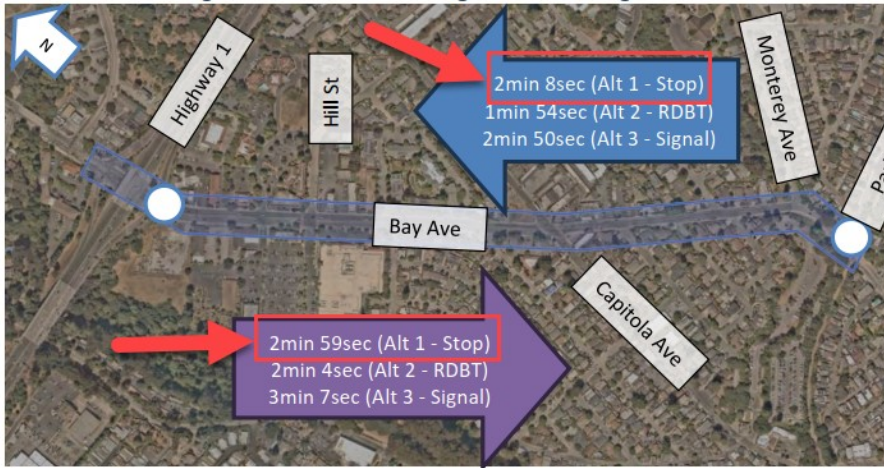 N
Highway 1
Hill St
2min 8sec (Alt 1 - Stop)
1min 54sec (Alt 2 - RDBT)
2min 50sec (Alt 3 - Signal)
Monterey Ave
Bay Ave
Capitola Ave
2min 59sec (Alt 1 - Stop)
2min 4sec (Alt 2 - RDBT)
3min 7sec (Alt 3 - Signal)